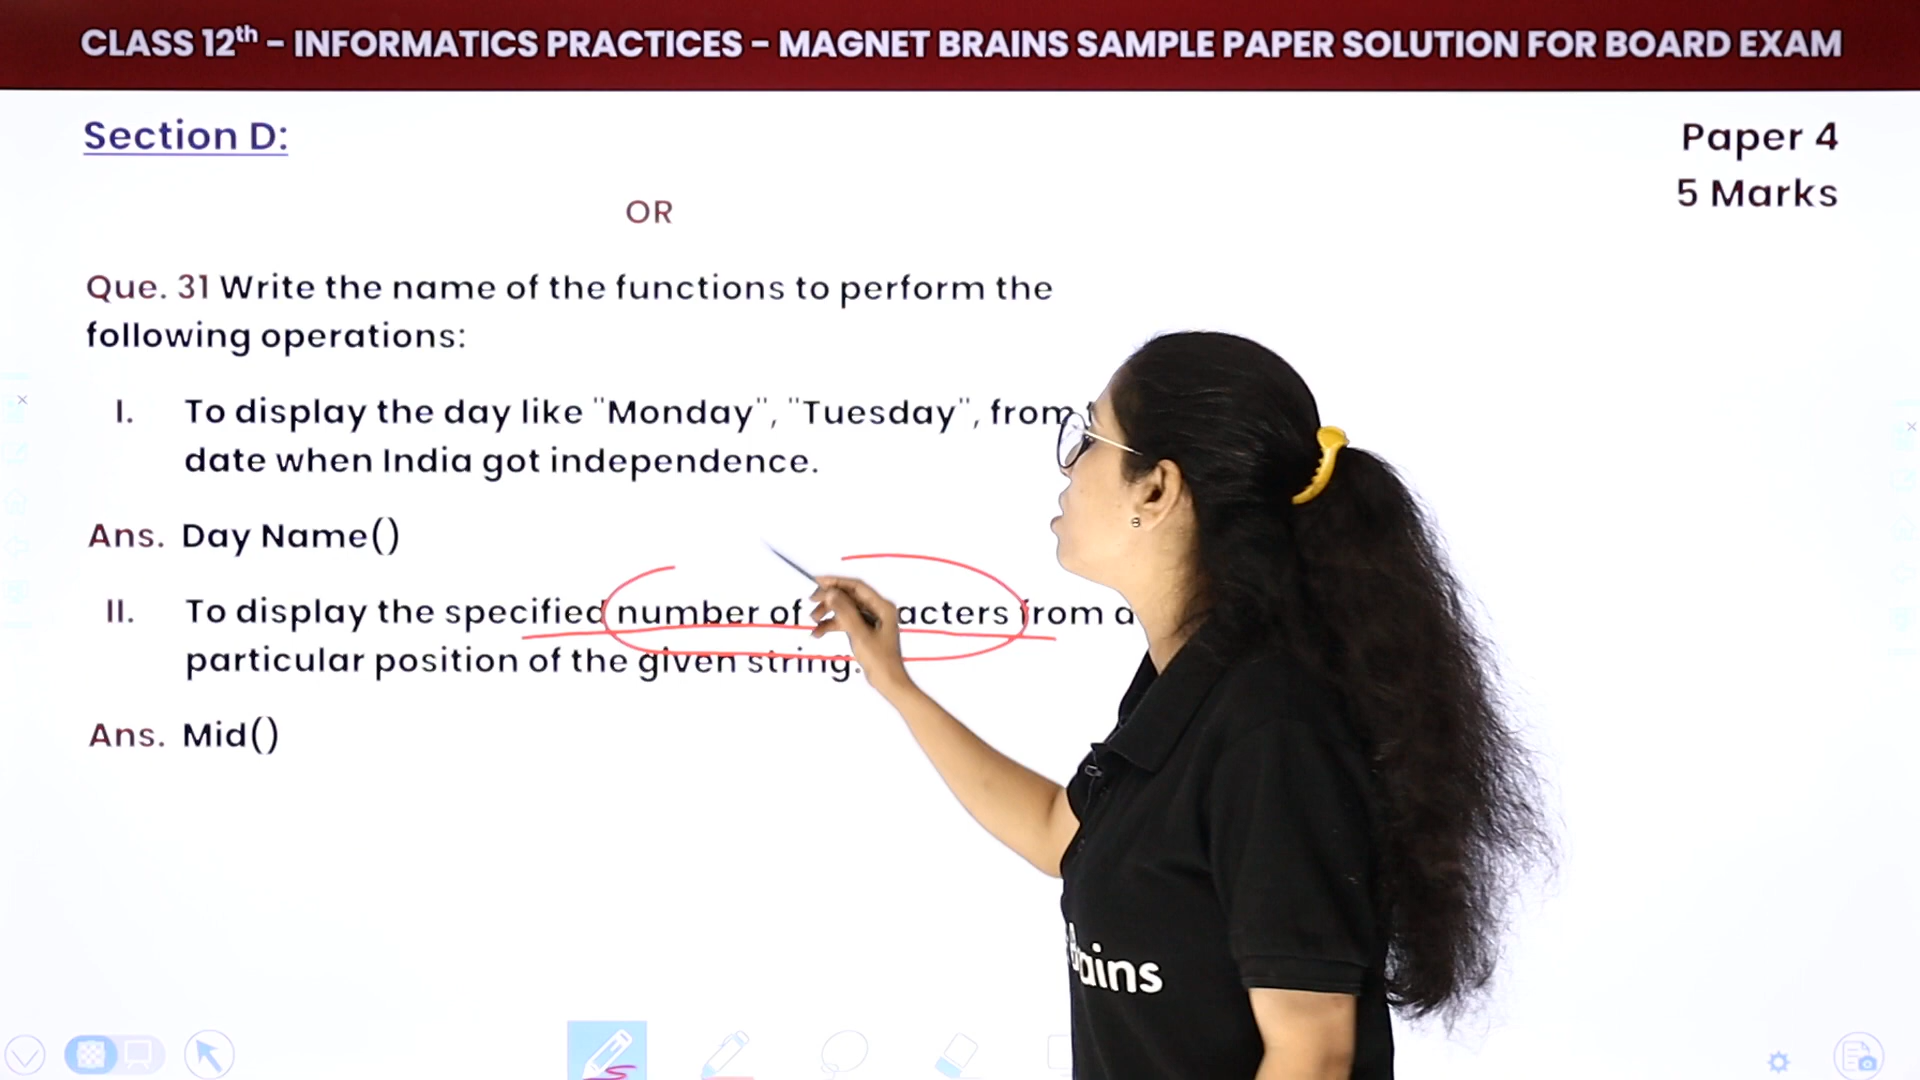 CLASS 12th – INFORMATICS PRACTICES – MAGNET BRAINS SAMPLE PAPER SOLUTION FOR BOARD EXAM
Section D:
Paper 4
5 Marks
OR
Que. 31 Write the name of the functions to perform the
following operations:
I. To display the day like "Monday", "Tuesday", from
date when India got independence.
Ans. Day Name()
II. To display the specified number of from a
particular position of the given string.
Ans. Mid()